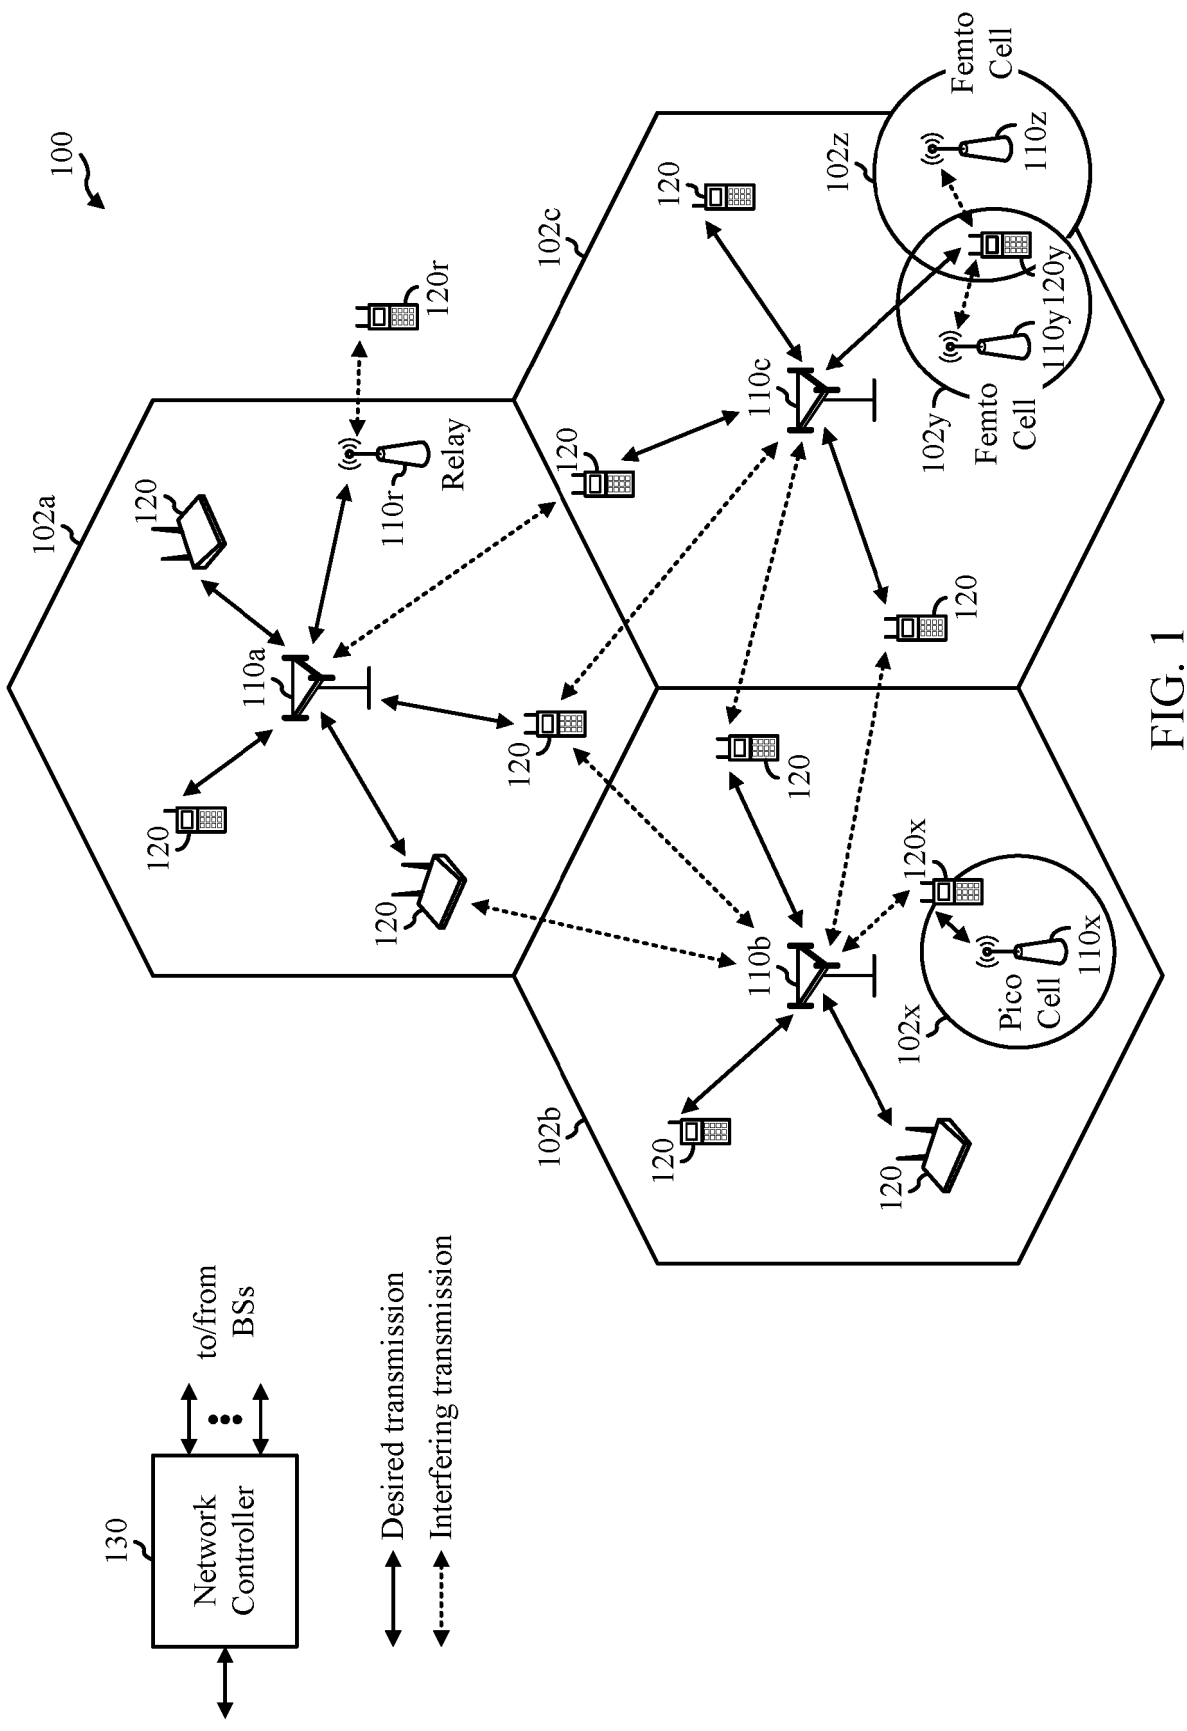 100
130
Network
Controller
to/from
BSs
Desired transmission
Interfering transmission
102a
120
120
110a
120
120
110r
Relay
120r
102b
120
120
110b
120
120x
102x
Pico
Cell
110x
120
102c
120
120
110c
120
102y
Femto
Cell
110y
120y
102z
110z
Femto
Cell
FIG. 1